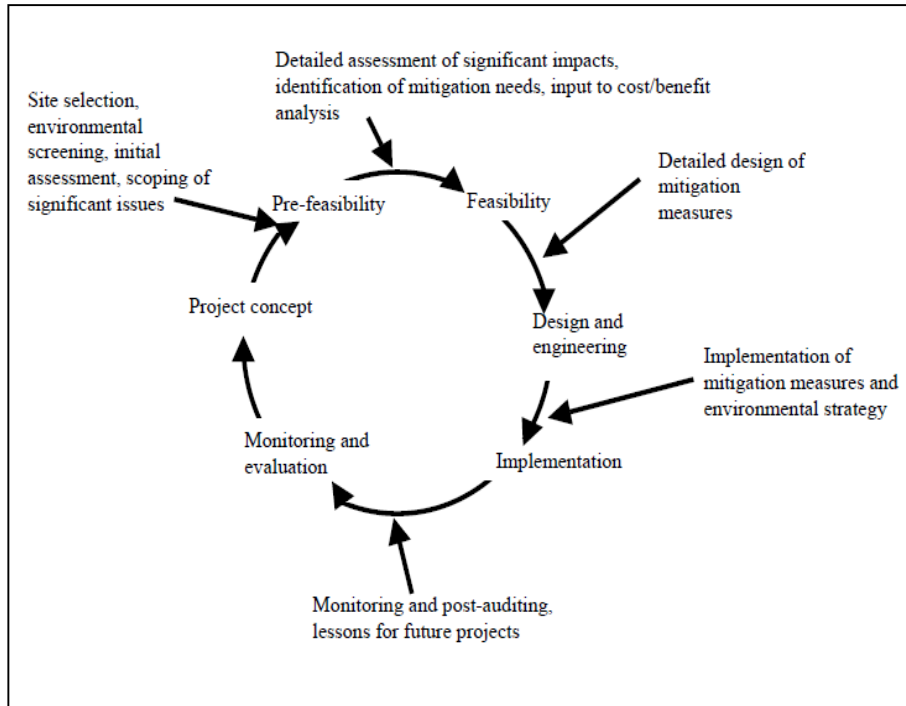 Detailed assessment of significant impacts,
identification of mitigation needs, input to cost/benefit
analysis
Site selection,
environmental
screening, initial
assessment, scoping of
significant issues
Pre-feasibility
Feasibility
Detailed design of
mitigation
measures
Project concept
Design and
engineering
Implementation of
mitigation measures and
environmental strategy
Monitoring and
evaluation
Implementation
Monitoring and post-auditing,
lessons for future projects